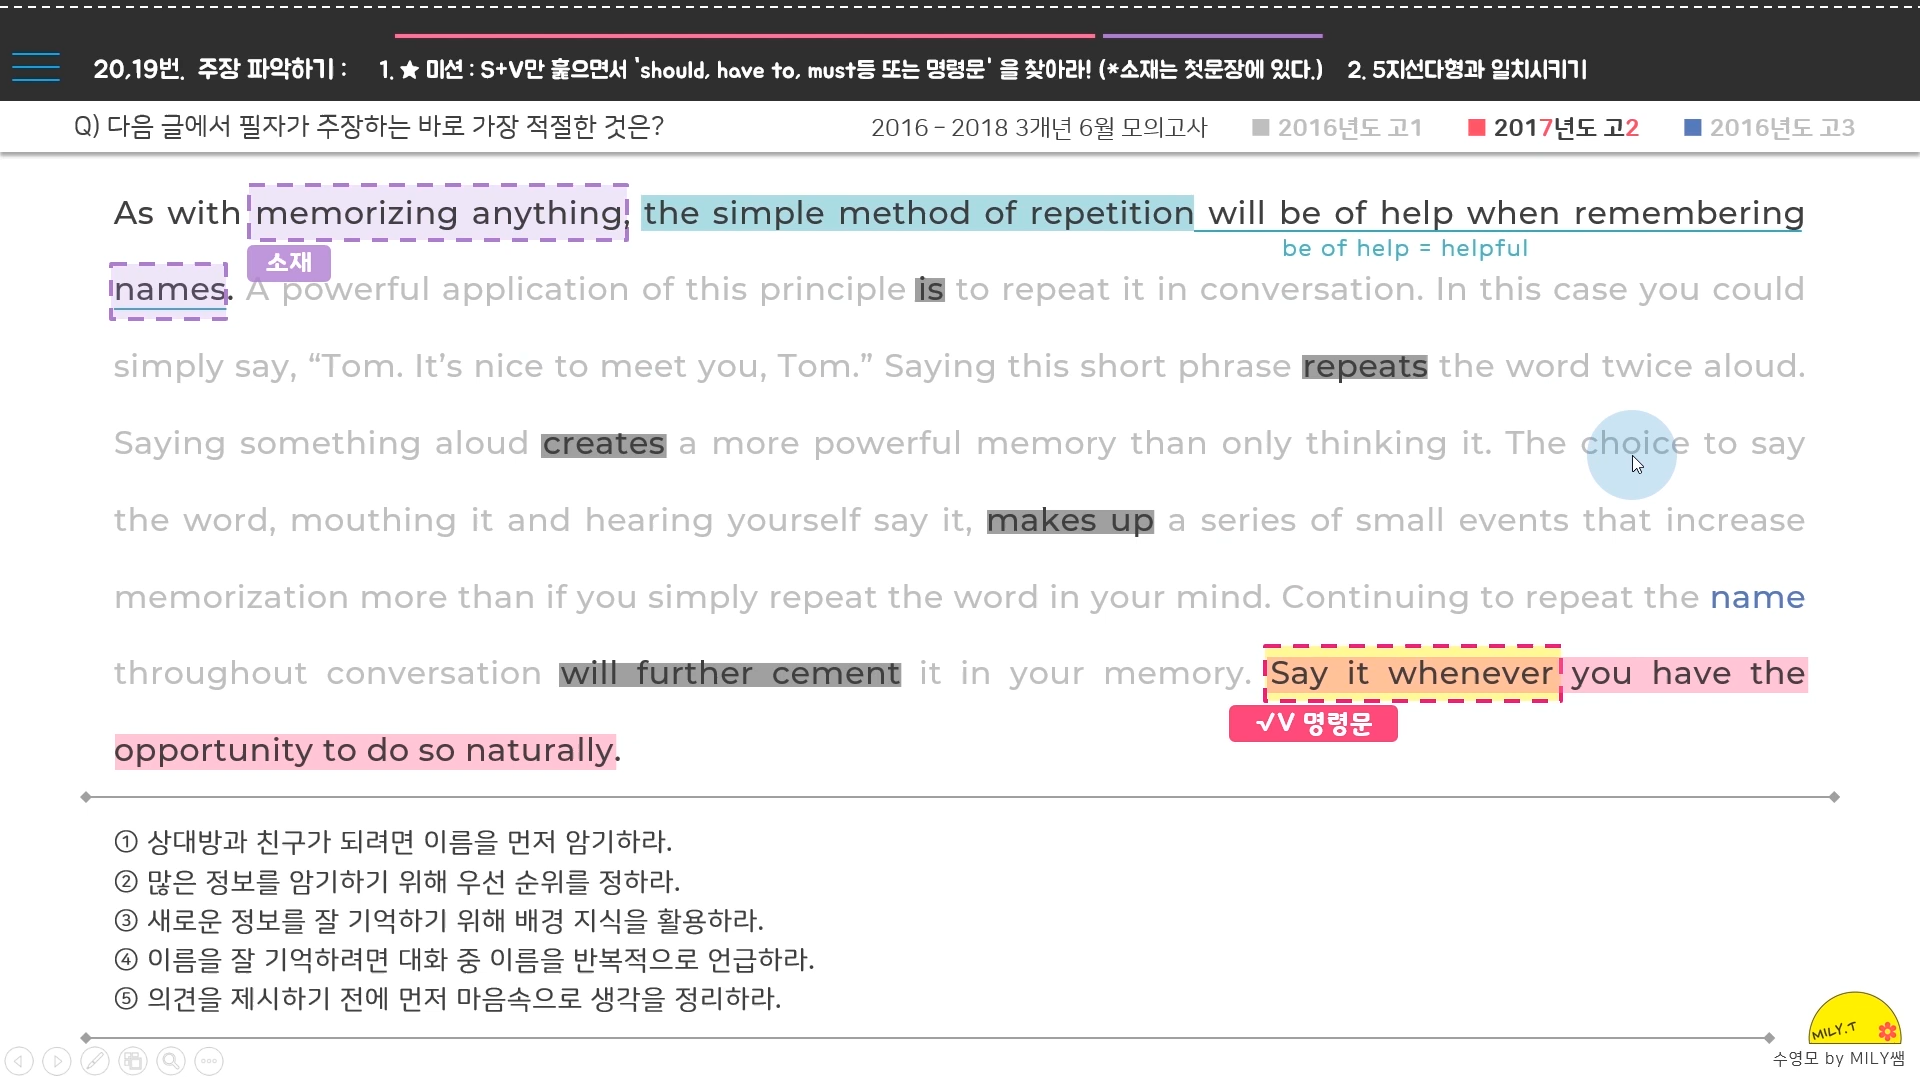 20,19번. 주장 파악하기 : 1. ★ 미션 : S+V만 훑으면서 'should, have to, must등 또는 명령문' 을 찾아라! (*소재는 첫문장에 있다.) 2. 5지선다형과 일치시키기
Q) 다음 글에서 필자가 주장하는 바로 가장 적절한 것은? 2016 – 2018 3개년 6월 모의고사 ■ 2016년도 고1 ■ 2017년도 고2 ■ 2016년도 고3
As with memorizing anything, the simple method of repetition will be of help when remembering
be of help = helpful
소재
names. A powerful application of this principle is to repeat it in conversation. In this case you could
simply say, “Tom. It’s nice to meet you, Tom.” Saying this short phrase repeats the word twice aloud.
Saying something aloud creates a more powerful memory than only thinking it. The choice to say
the word, mouthing it and hearing yourself say it, makes up a series of small events that increase
memorization more than if you simply repeat the word in your mind. Continuing to repeat the name
throughout conversation will further cement it in your memory. Say it whenever you have the
√V 명령문
opportunity to do so naturally.
① 상대방과 친구가 되려면 이름을 먼저 암기하라.
② 많은 정보를 암기하기 위해 우선 순위를 정하라.
③ 새로운 정보를 잘 기억하기 위해 배경 지식을 활용하라.
④ 이름을 잘 기억하려면 대화 중 이름을 반복적으로 언급하라.
⑤ 의견을 제시하기 전에 먼저 마음속으로 생각을 정리하라.
MILY.T
수영모 by MILY쌤